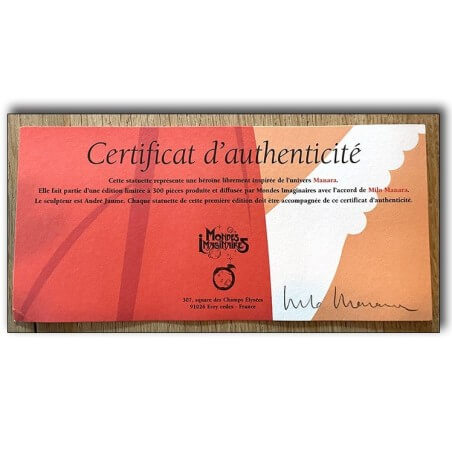 Certificat d'authenticité
Cette statuette représente une héroïne librement inspirée de l'univers Manara.
Elle fait partie d'une édition limitée à 300 pièces produite et diffusée par Mondes Imaginaires avec l'accord de Milo Manara.
Le sculpteur est André Jaume. Chaque statuette de cette première édition doit être accompagnée de ce certificat d'authenticité.
MONDES
IMAGINAIRES
307, square des Champs Élysées
91026 Evry cedex - France
Milo Manara